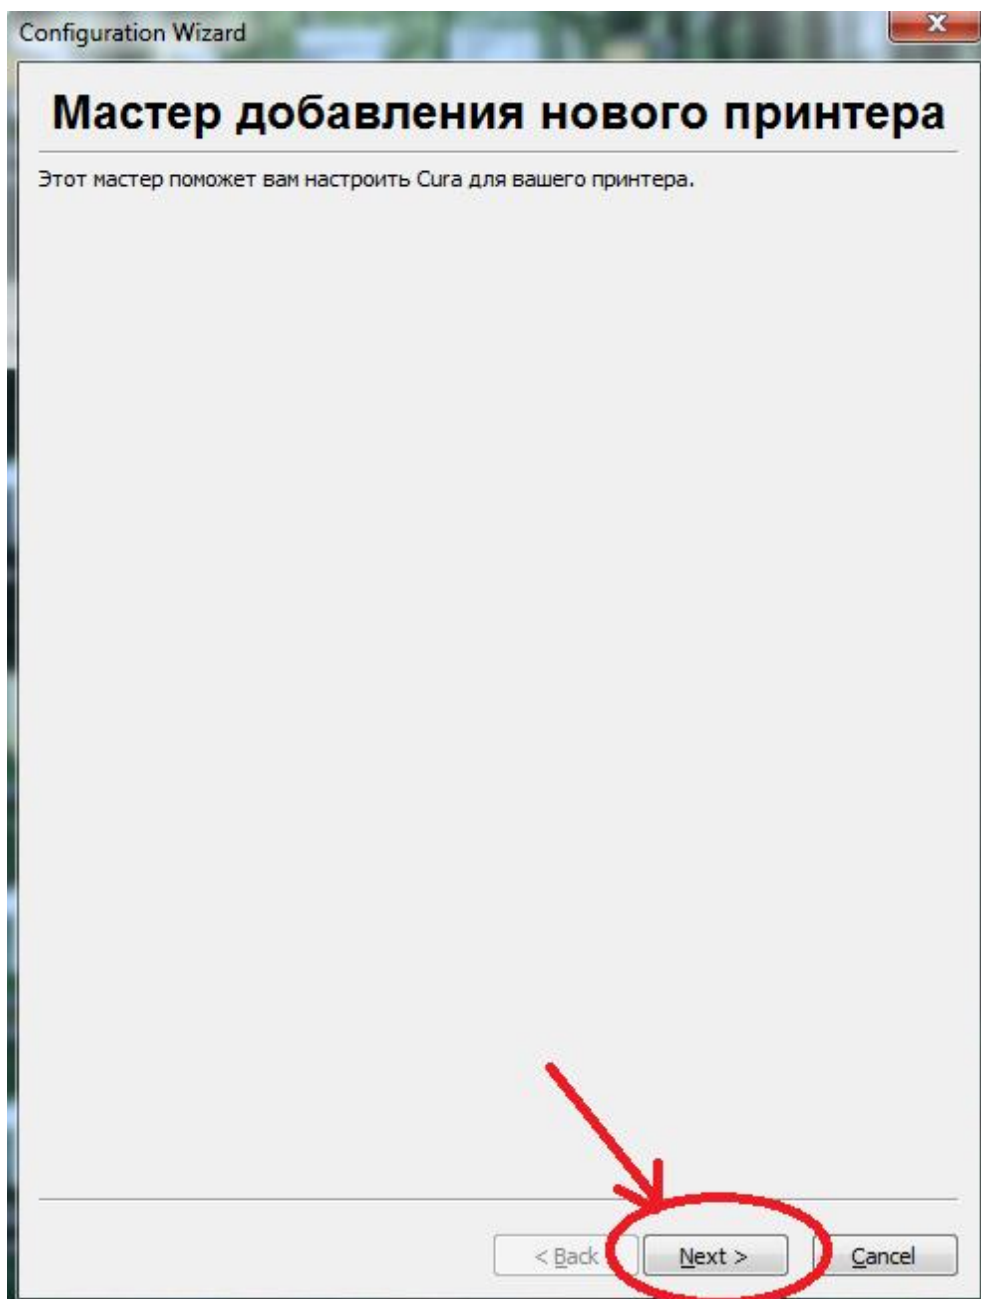 Configuration Wizard
Мастер добавления нового принтера
Этот мастер поможет вам настроить Cura для вашего принтера.
< Back Next > Cancel